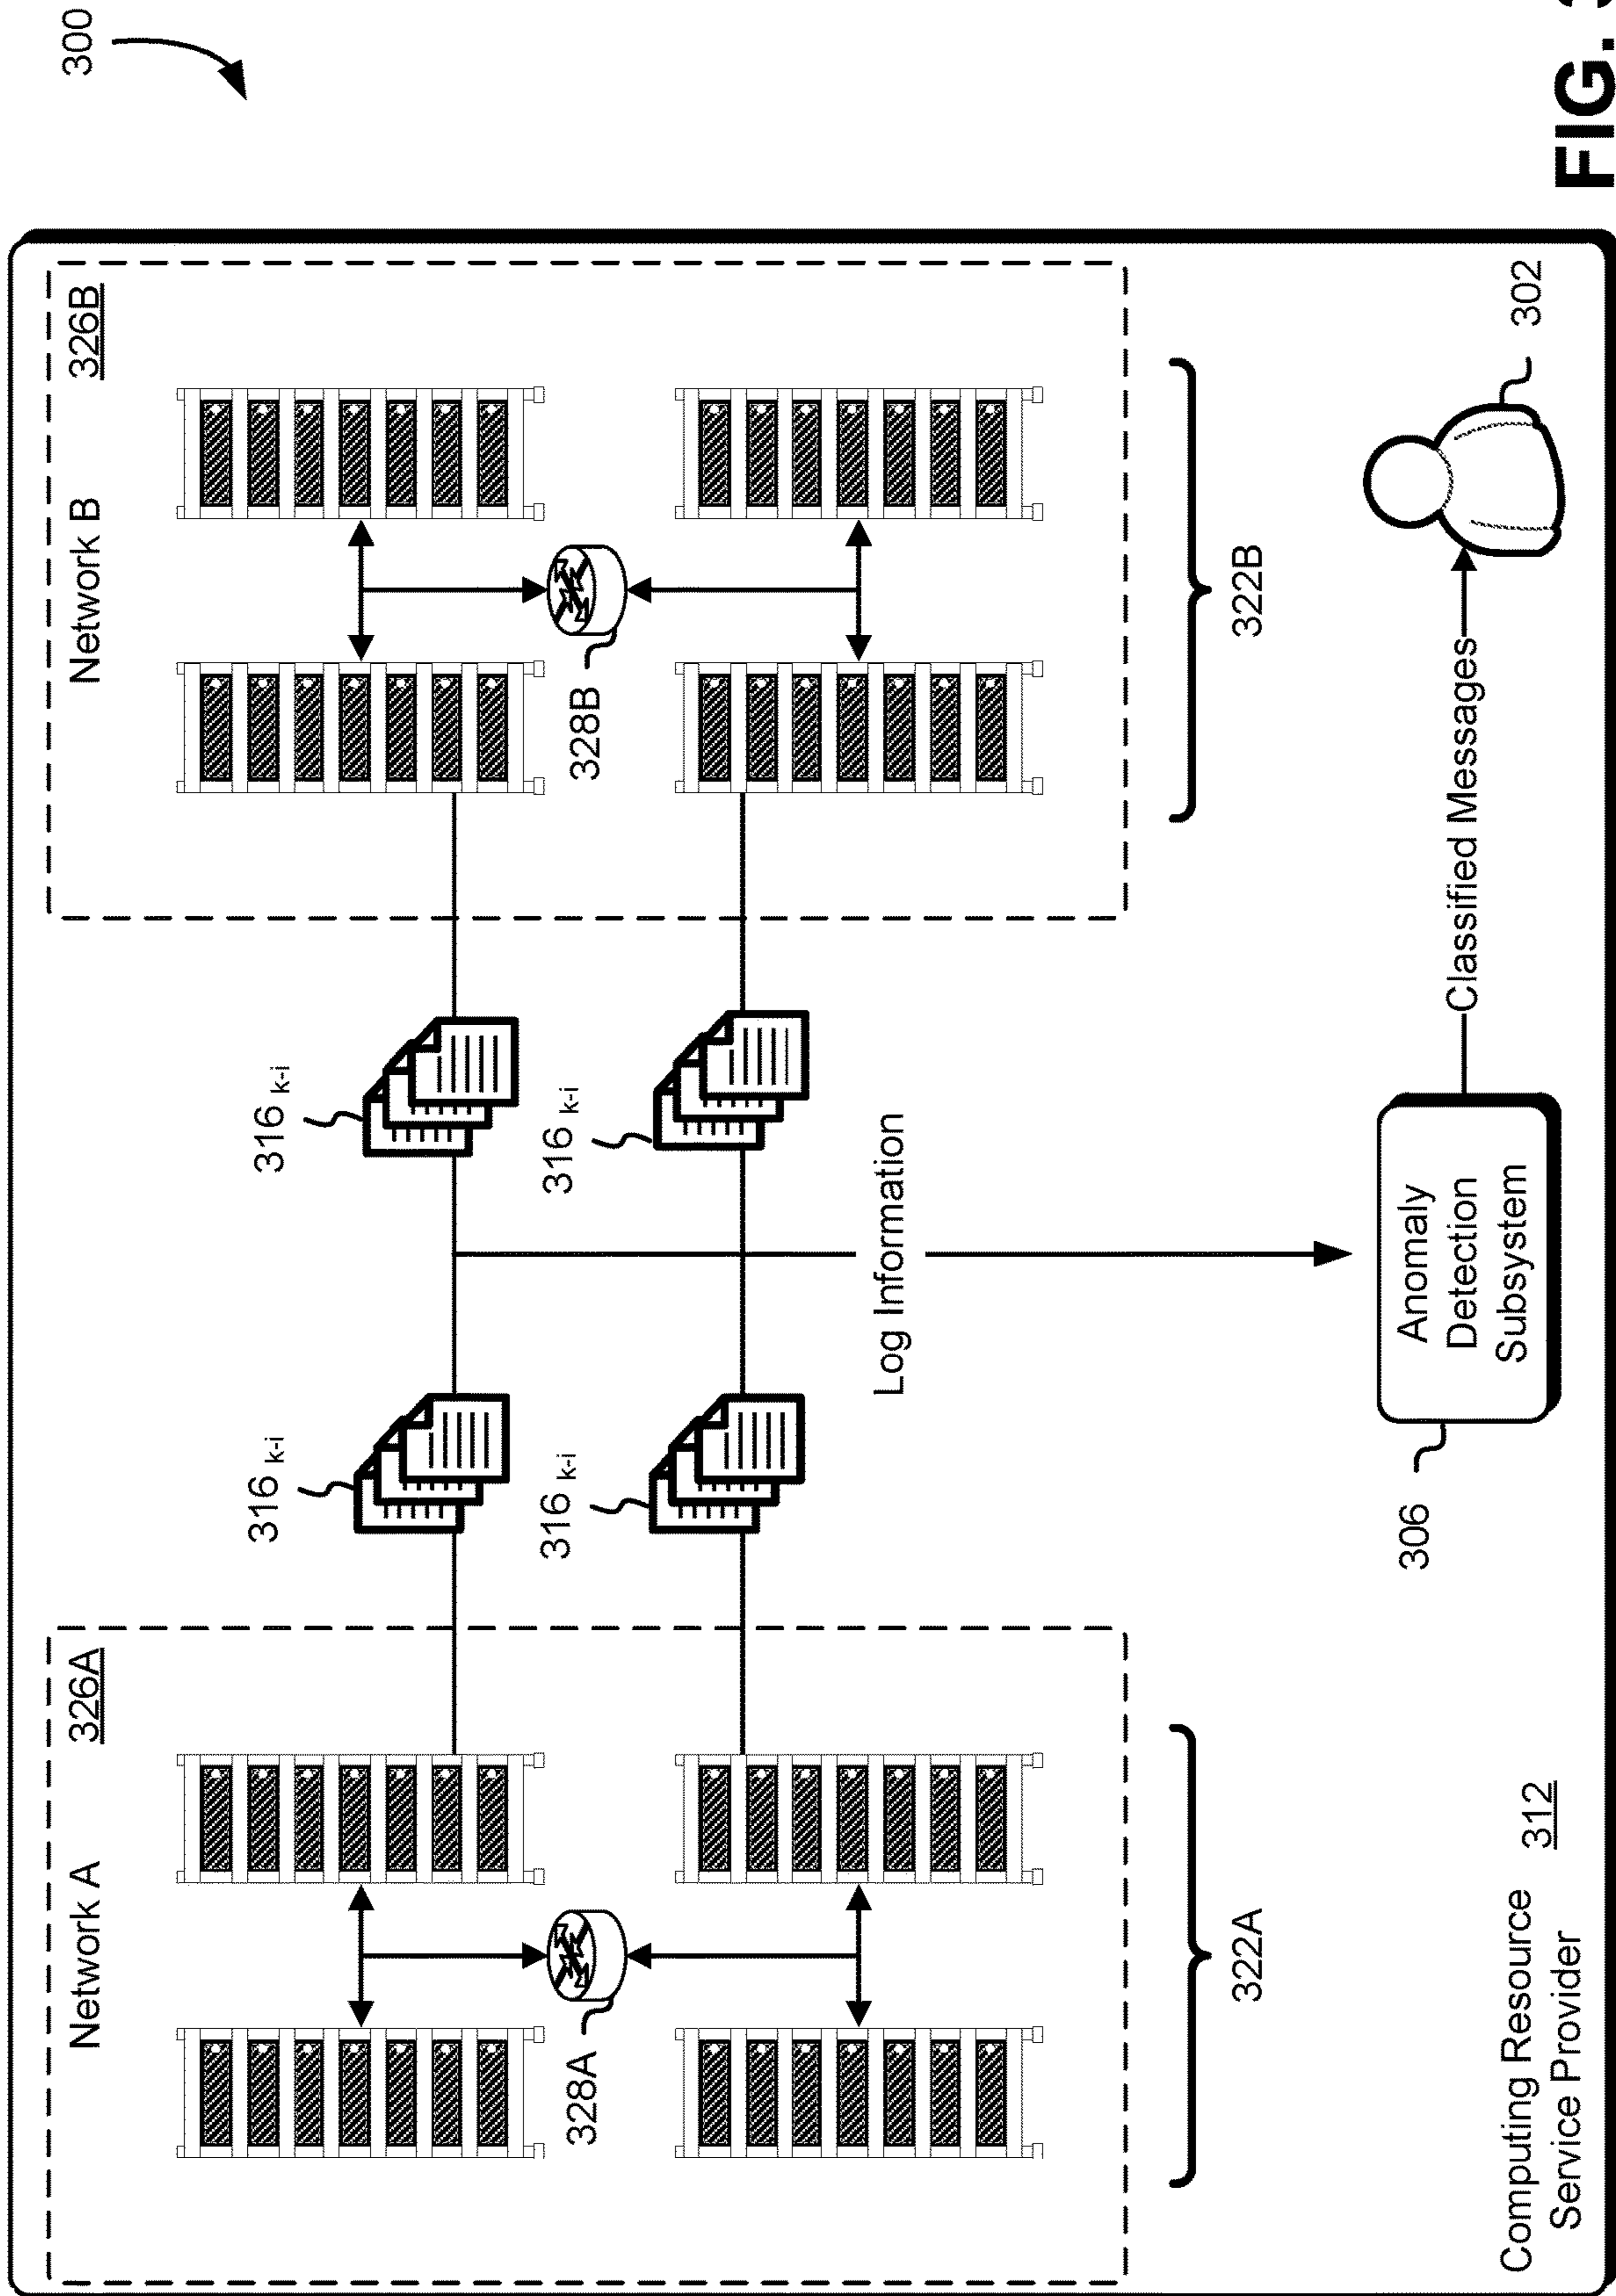 300
Network A
326A
Network B
326B
316 k-i
316 k-i
328A
316 k-i
316 k-i
328B
Log Information
322A
322B
306
Anomaly
Detection
Subsystem
Classified Messages
302
Computing Resource
Service Provider
312
FIG.